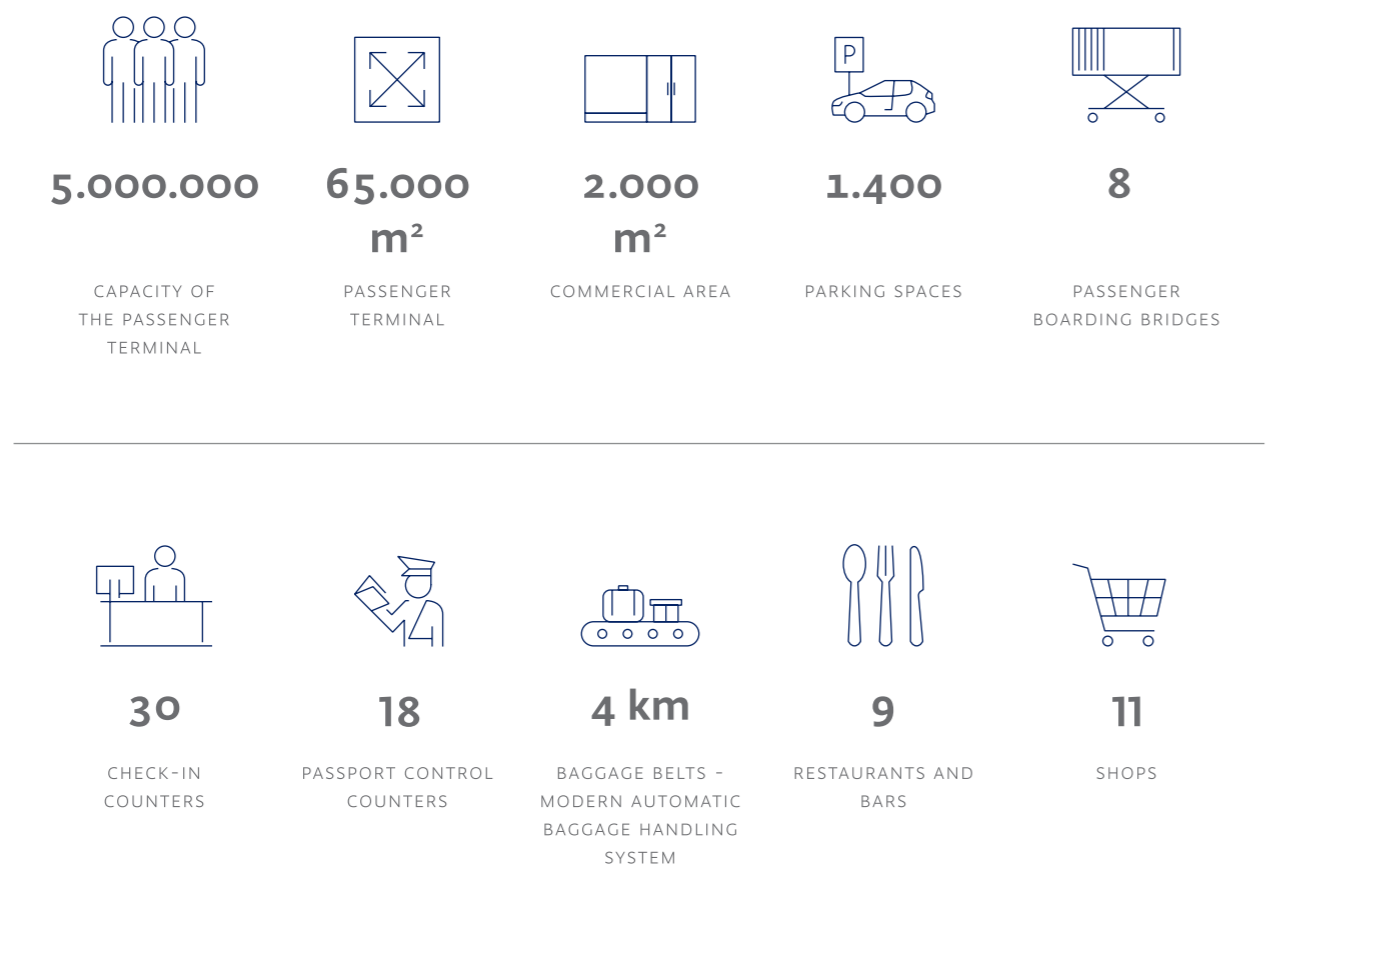 P
5.000.000
65.000
m²
2.000
m²
1.400
8
CAPACITY OF
THE PASSENGER
TERMINAL
PASSENGER
TERMINAL
COMMERCIAL AREA
PARKING SPACES
PASSENGER
BOARDING BRIDGES
30
18
4 km
9
11
CHECK-IN
COUNTERS
PASSPORT CONTROL
COUNTERS
BAGGAGE BELTS -
MODERN AUTOMATIC
BAGGAGE HANDLING
SYSTEM
RESTAURANTS AND
BARS
SHOPS